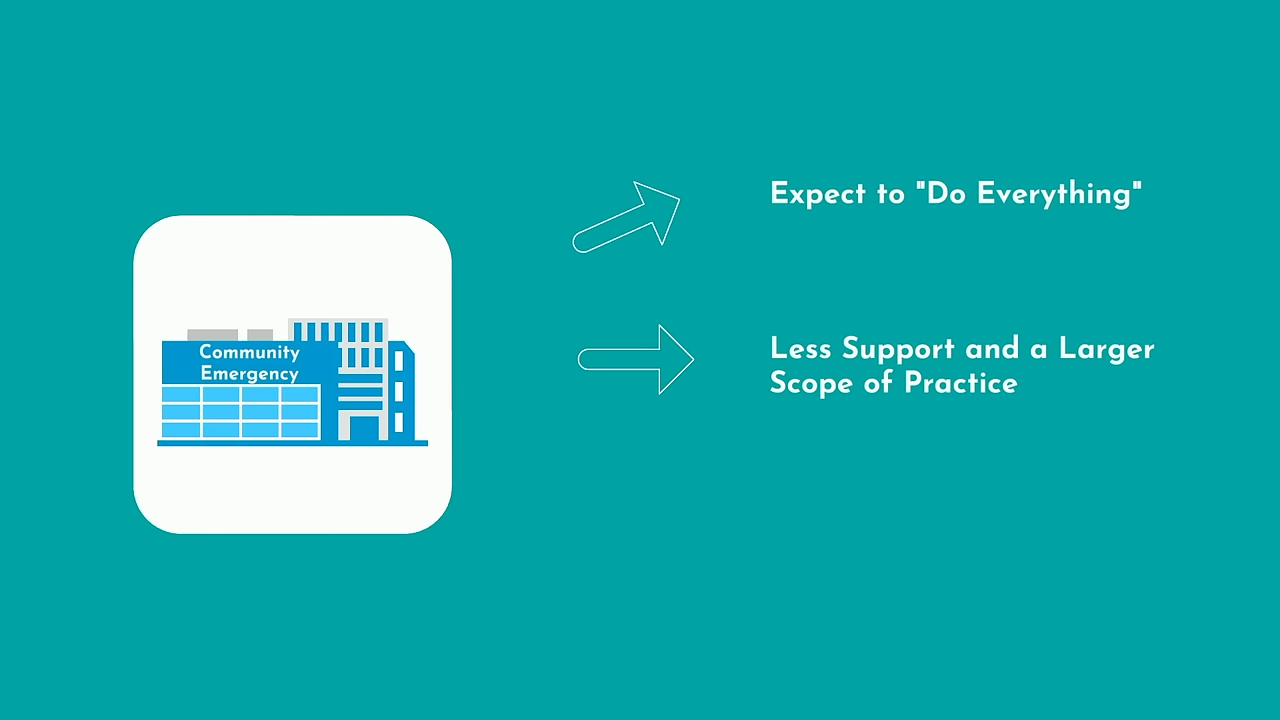 Community
Emergency
Expect to "Do Everything"
Less Support and a Larger
Scope of Practice